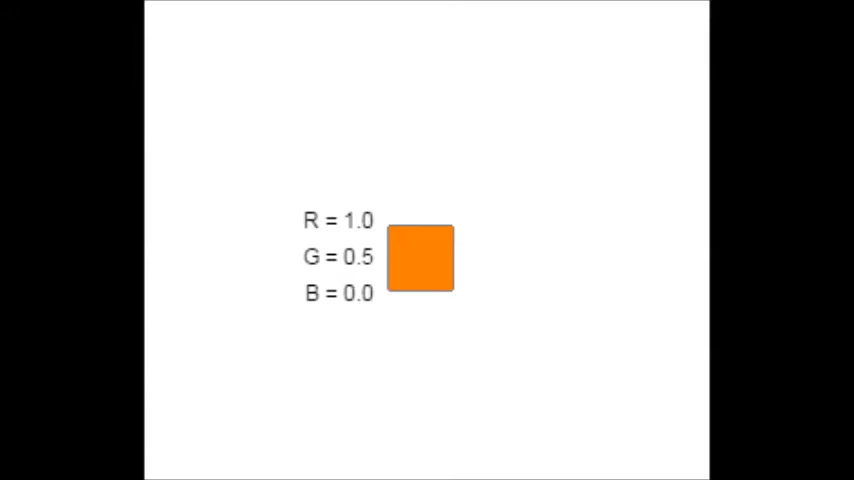 R = 1.0
G = 0.5
B = 0.0